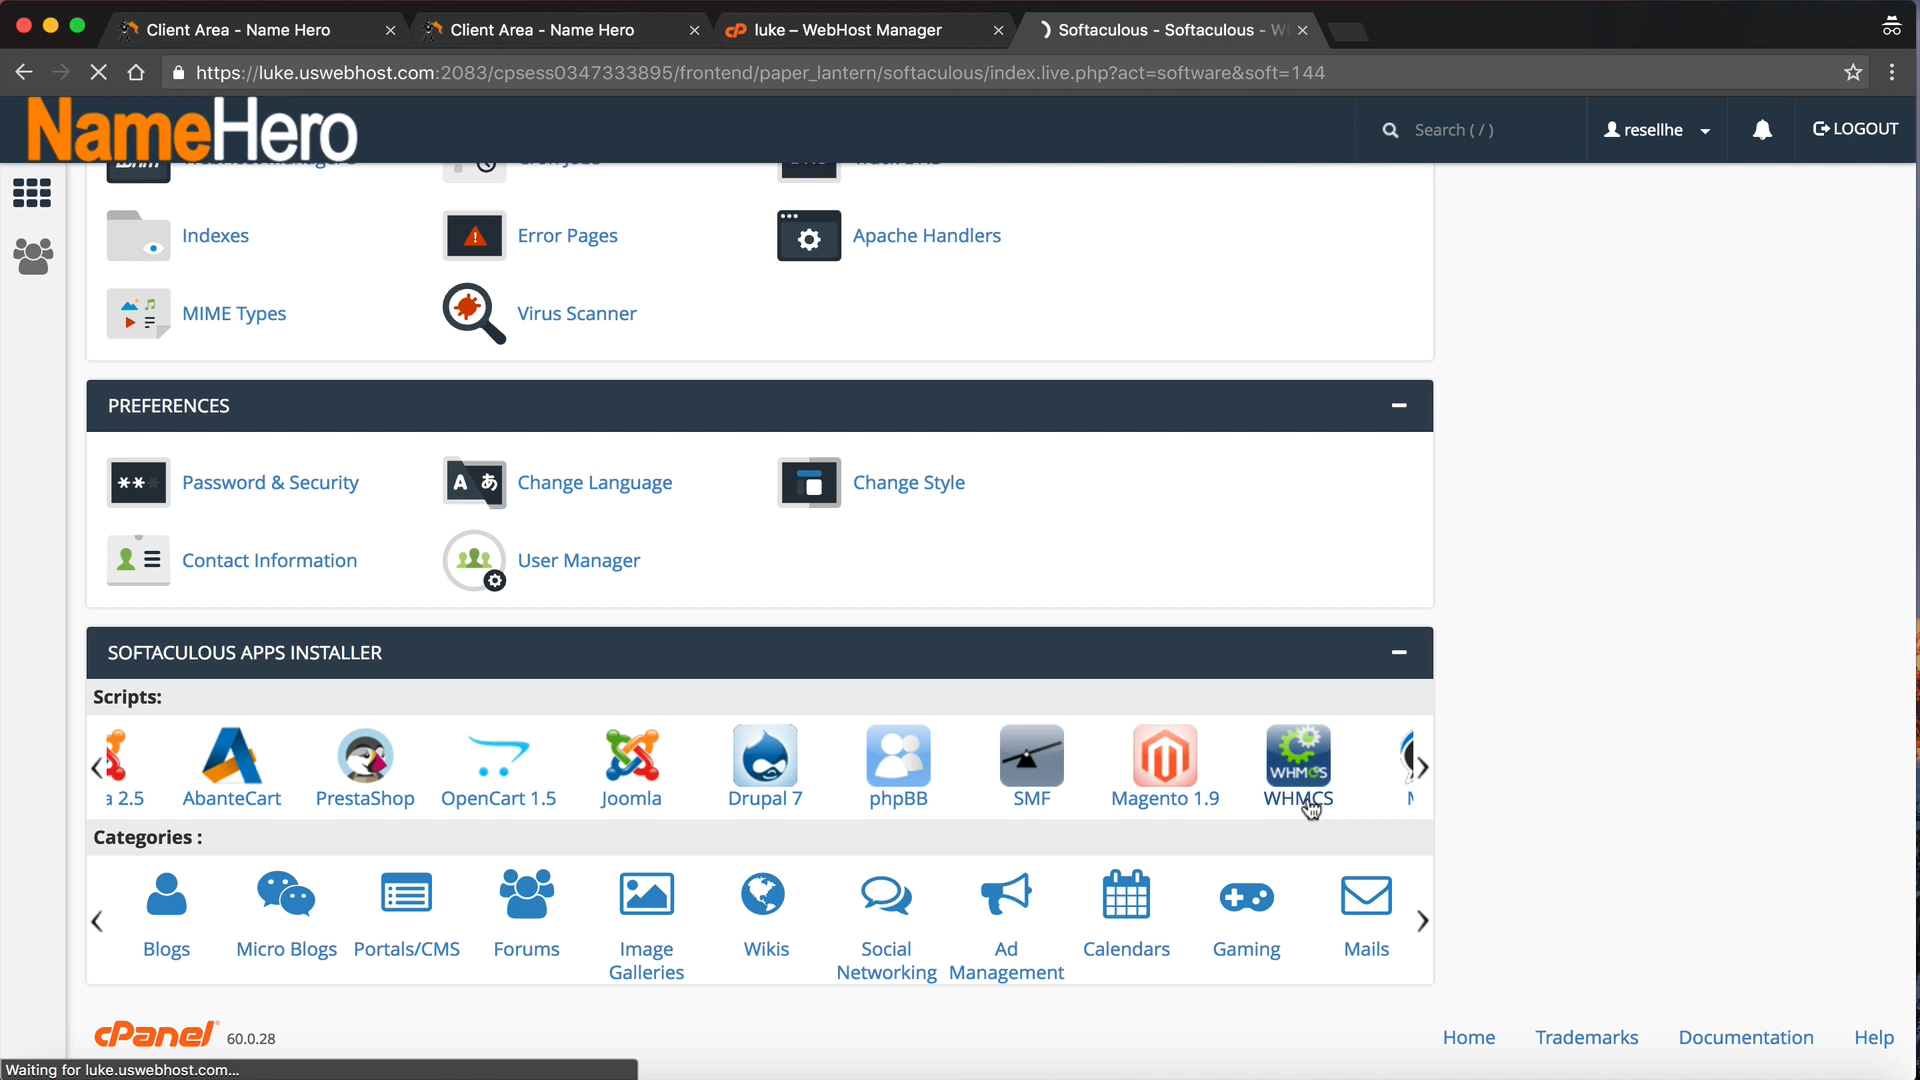 Client Area - Name Hero
Client Area - Name Hero
cP luke – WebHost Manager
Softaculous - Softaculous - W
https://luke.uswebhost.com:2083/cpsess0347333895/frontend/paper_lantern/softaculous/index.live.php?act=software&soft=144
NameHero
Search ( / )
resellhe
LOGOUT
Indexes
Error Pages
Apache Handlers
MIME Types
Virus Scanner
PREFERENCES
Password & Security
A あ
Change Language
Change Style
Contact Information
User Manager
SOFTACULOUS APPS INSTALLER
Scripts:
WHMCS
a 2.5
AbanteCart
PrestaShop
OpenCart 1.5
Joomla
Drupal 7
phpBB
SMF
Magento 1.9
WHMCS
Categories :
Blogs
Micro Blogs
Portals/CMS
Forums
Image
Galleries
Wikis
Social
Networking
Ad
Management
Calendars
Gaming
Mails
cPanel 60.0.28
Home
Trademarks
Documentation
Help
Waiting for luke.uswebhost.com...